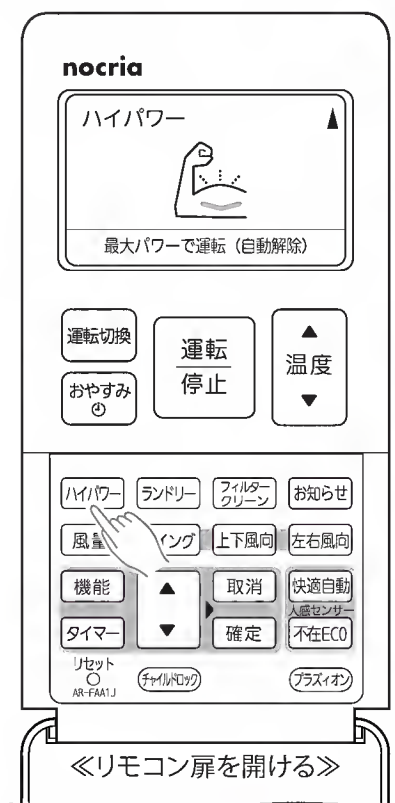 nocria
ハイパワー
最大パワーで運転（自動解除）
運転切換
運転
停止
温度
おやすみ
ハイパワー
ランドリー
フィルター
クリーン
お知らせ
風量
イング
上下風向
左右風向
機能
取消
快適自動
人感センサー
タイマー
確定
不在ECO
リセット
AR-FAA1J
チャイルドロック
プラズィオン
≪リモコン扉を開ける≫